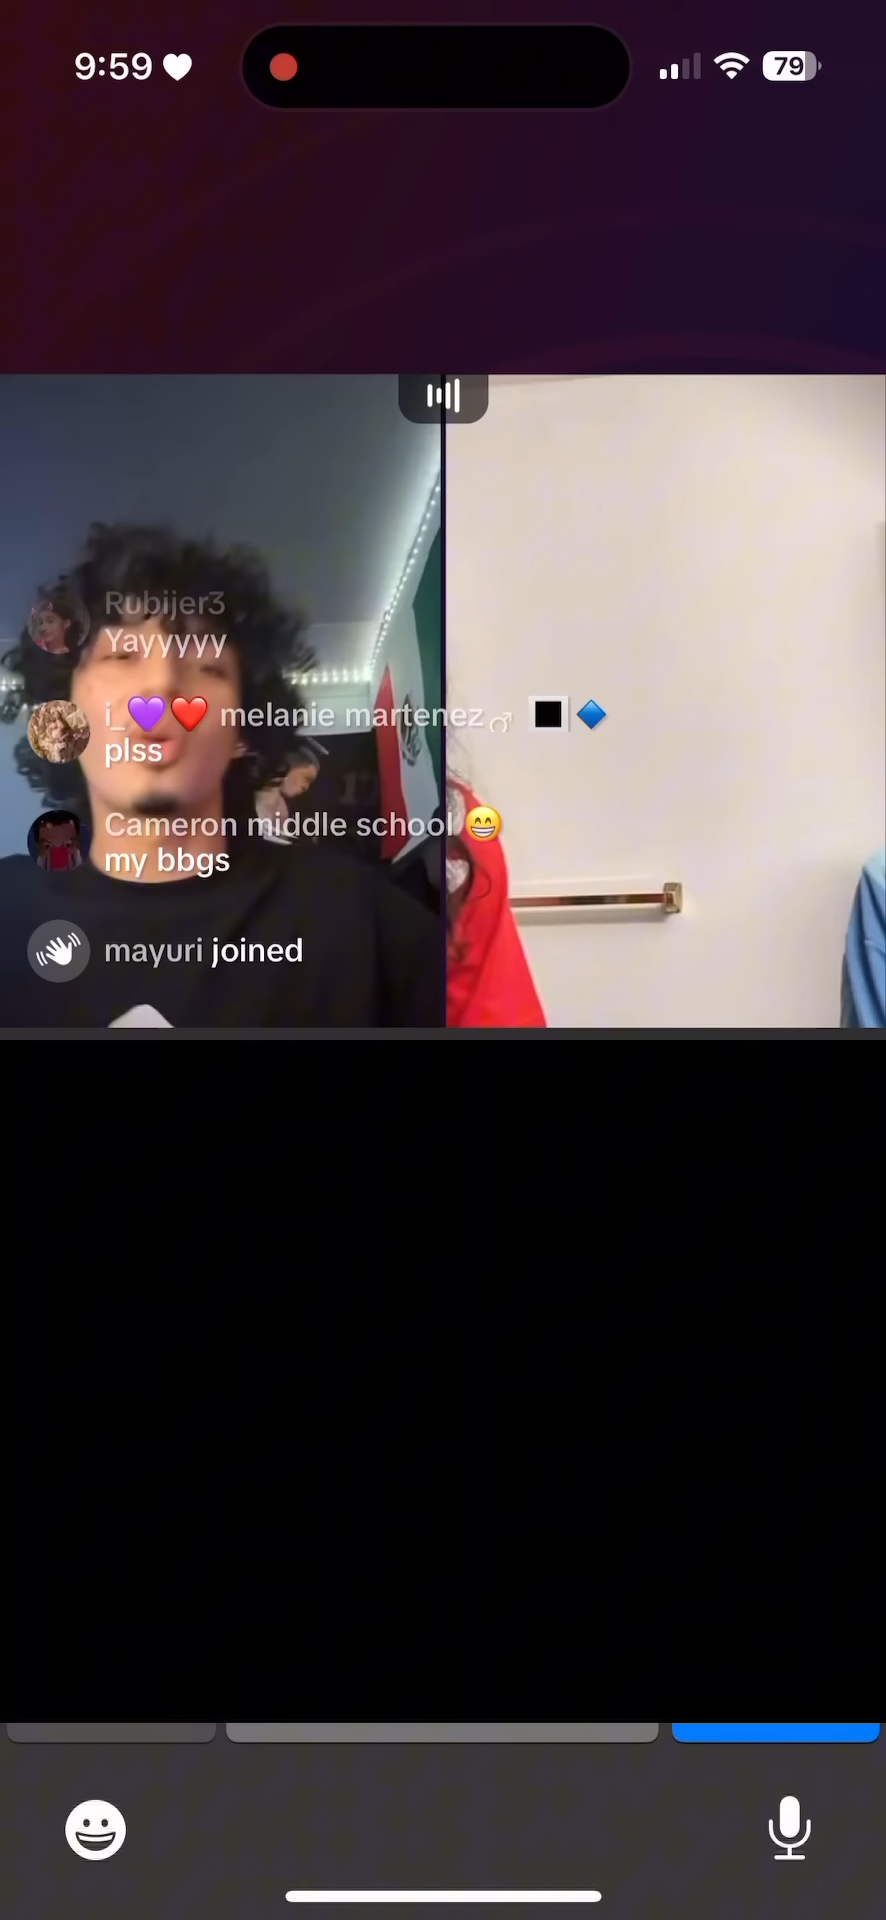 9:59
79
Rubijer3
Yayyyyy
i_💜❤️ melanie martenez♂ 🔳🔷
plss
Cameron middle school 😁
my bbgs
mayuri joined